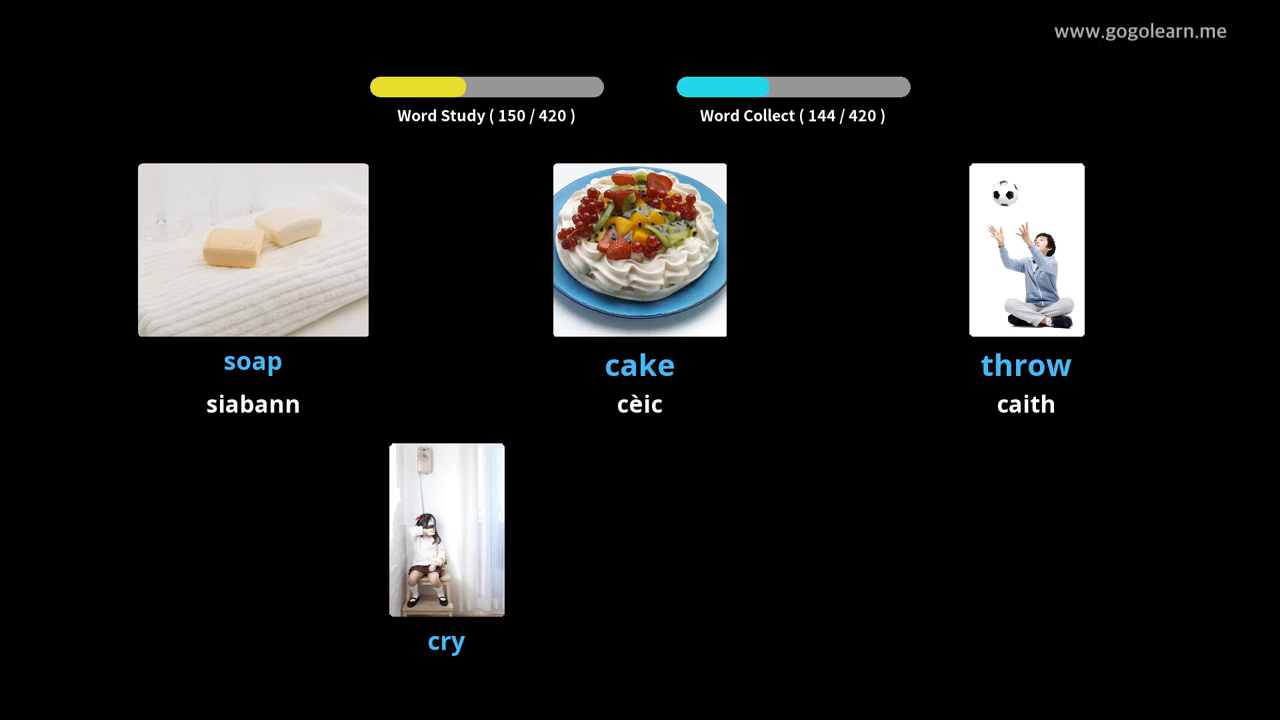 www.gogolearn.me
Word Study ( 150 / 420 )
Word Collect ( 144 / 420 )
soap
cake
throw
siabann
cèic
caith
cry